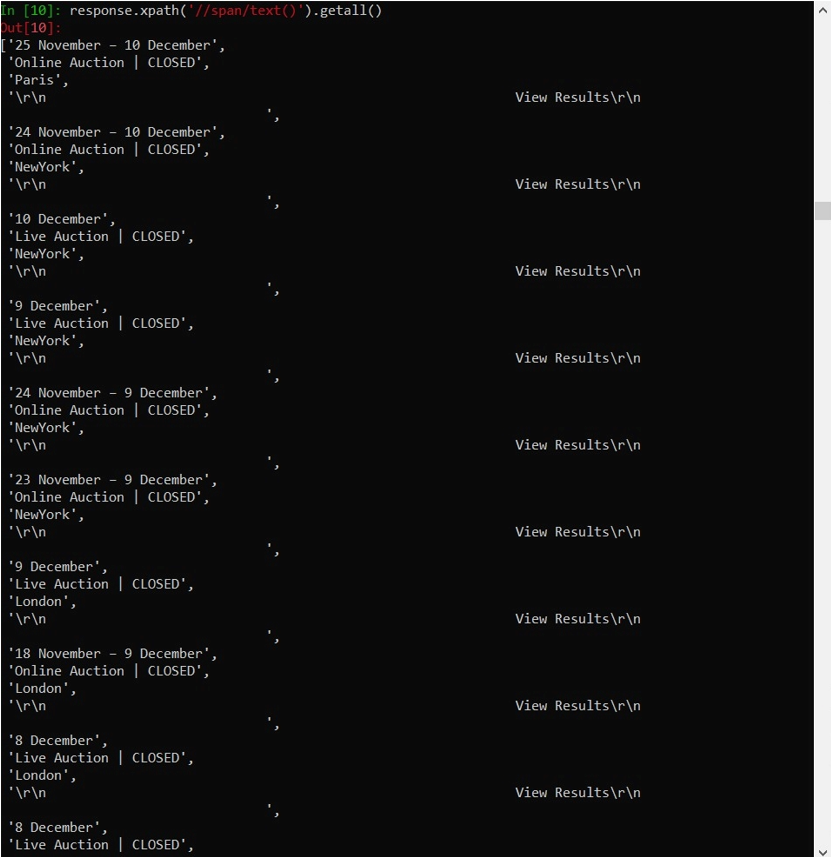 In [10]: response.xpath('//span/text()').getall()
Out[10]:
['25 November – 10 December',
'Online Auction | CLOSED',
'Paris',
'\r\n View Results\r\n
',
'24 November – 10 December',
'Online Auction | CLOSED',
'NewYork',
'\r\n View Results\r\n
',
'10 December',
'Live Auction | CLOSED',
'NewYork',
'\r\n View Results\r\n
',
'9 December',
'Live Auction | CLOSED',
'NewYork',
'\r\n View Results\r\n
',
'24 November – 9 December',
'Online Auction | CLOSED',
'NewYork',
'\r\n View Results\r\n
',
'23 November – 9 December',
'Online Auction | CLOSED',
'NewYork',
'\r\n View Results\r\n
',
'9 December',
'Live Auction | CLOSED',
'London',
'\r\n View Results\r\n
',
'18 November – 9 December',
'Online Auction | CLOSED',
'London',
'\r\n View Results\r\n
',
'8 December',
'Live Auction | CLOSED',
'London',
'\r\n View Results\r\n
',
'8 December',
'Live Auction | CLOSED',